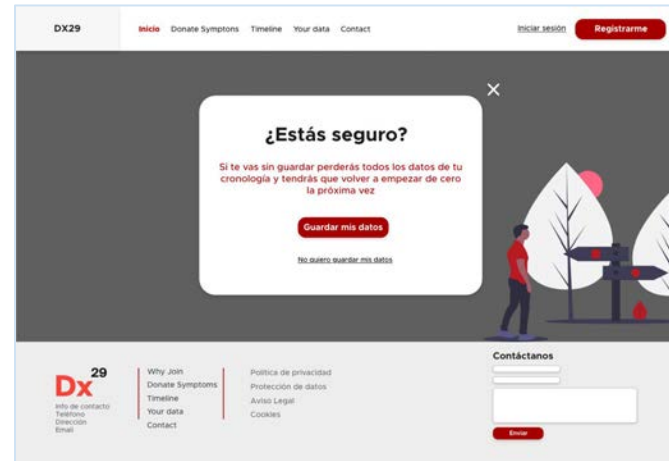 DX29
Inicio Donate Symptons Timeline Your data Contact
Iniciar sesión
Registrarme
¿Estás seguro?
Si te vas sin guardar perderás todos los datos de tu
cronología y tendrás que volver a empezar de cero
la próxima vez
Guardar mis datos
No quiero guardar mis datos
Dx29
Info de contacto
Teléfono
Dirección
Email
Why Join
Donate Symptoms
Timeline
Your data
Contact
Política de privacidad
Protección de datos
Aviso Legal
Cookies
Contáctanos
Enviar